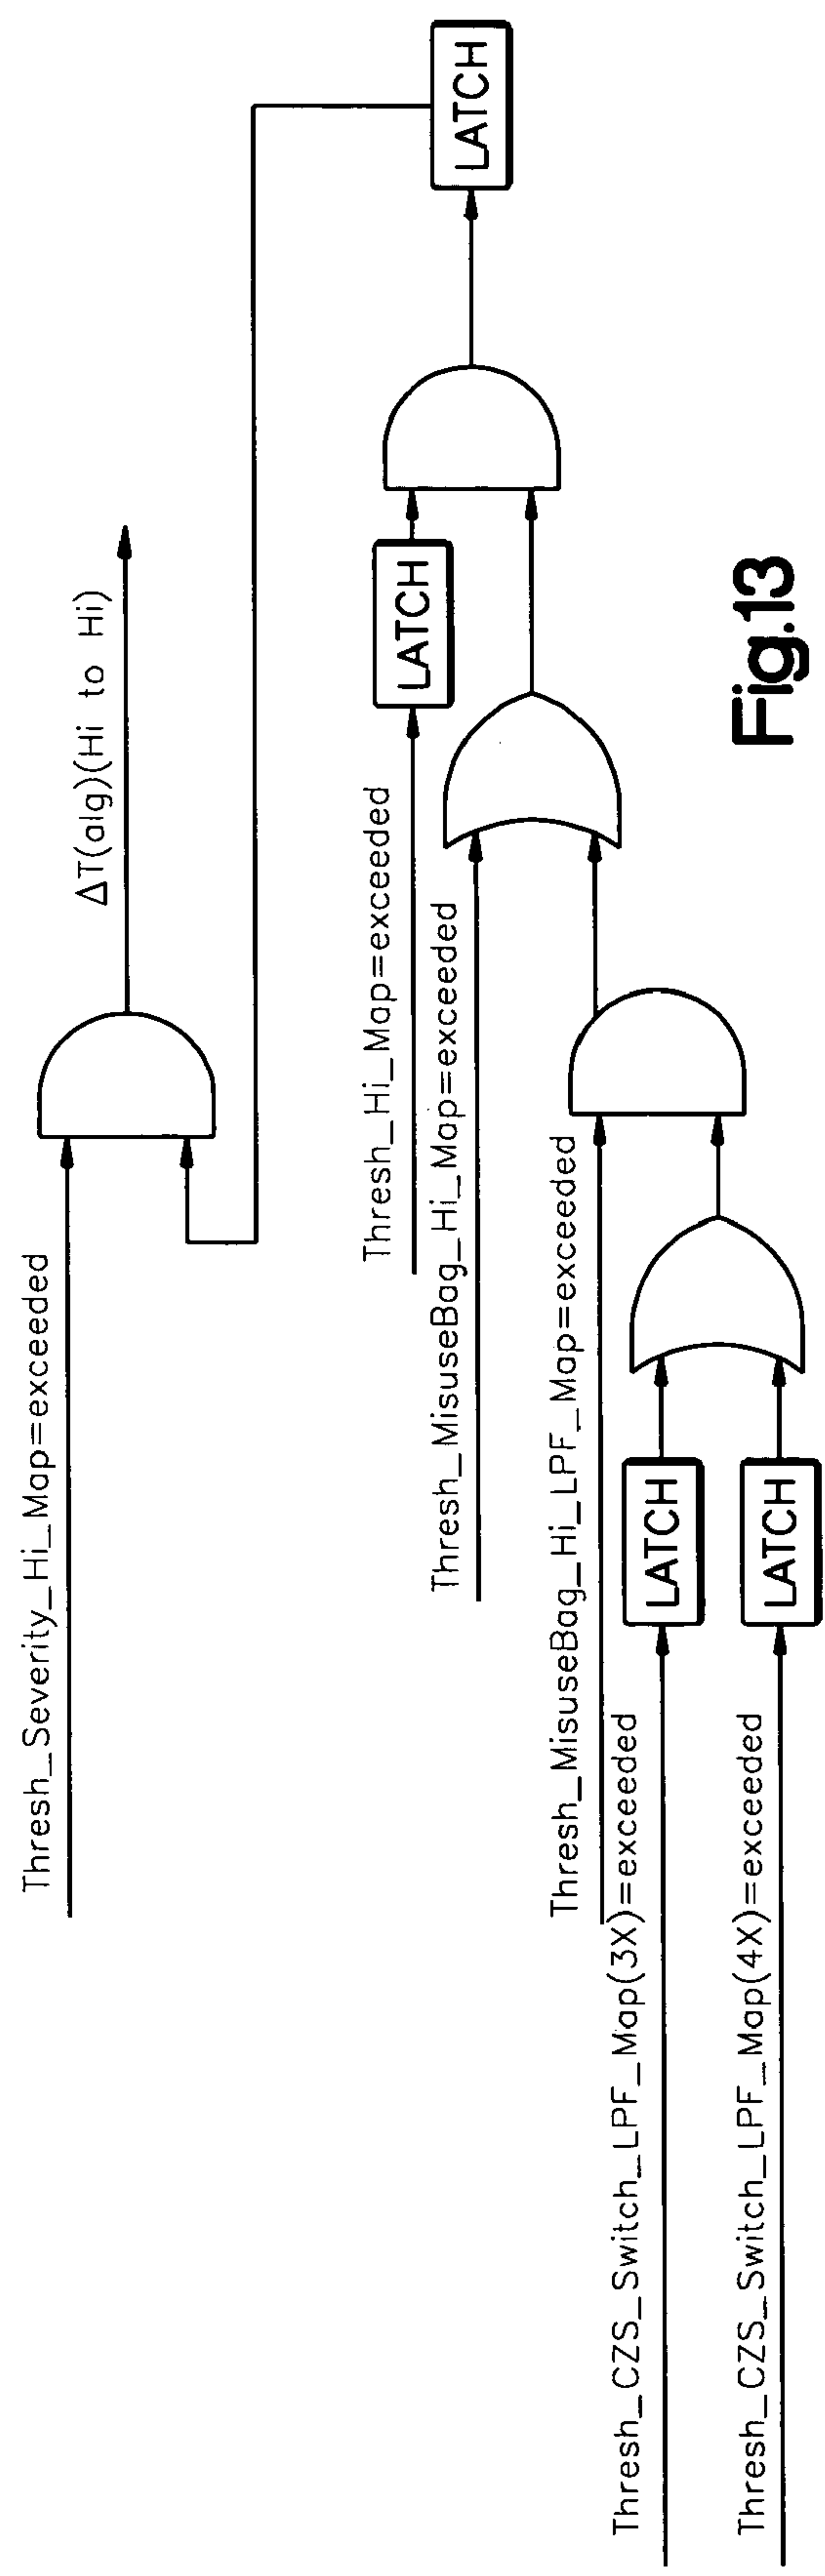 Thresh_Severity_Hi_Map=exceeded
ΔT(alg)(Hi to Hi)
LATCH
Thresh_Hi_Map=exceeded
LATCH
Thresh_MisuseBag_Hi_Map=exceeded
Thresh_MisuseBag_Hi_LPF_Map=exceeded
Thresh_CZS_Switch_LPF_Map(3X)=exceeded
LATCH
Thresh_CZS_Switch_LPF_Map(4X)=exceeded
LATCH
Fig.13